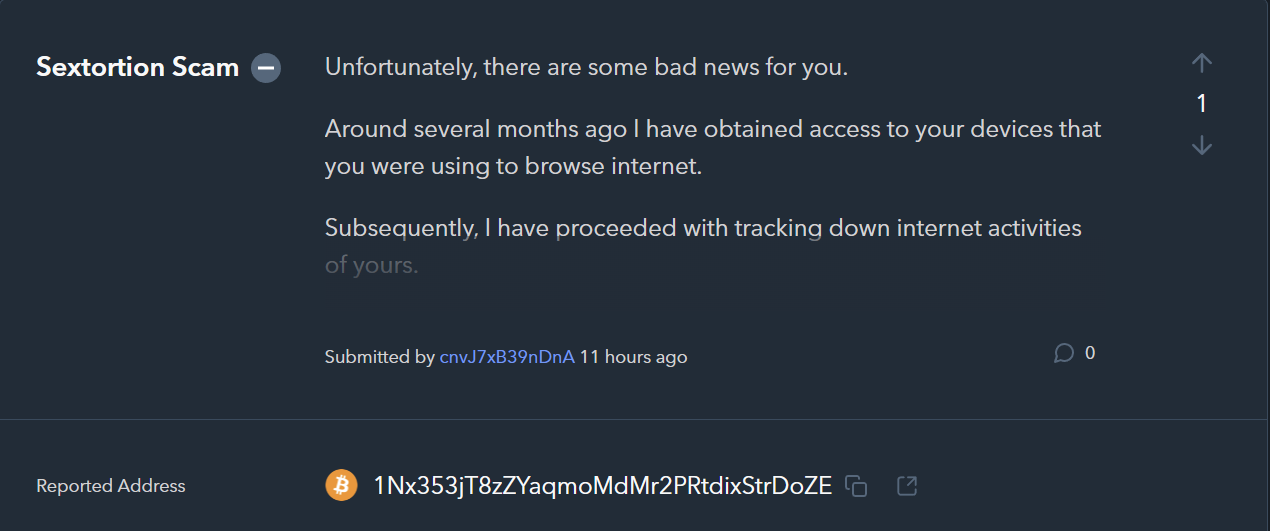 Sextortion Scam
Unfortunately, there are some bad news for you.
Around several months ago I have obtained access to your devices that
you were using to browse internet.
Subsequently, I have proceeded with tracking down internet activities
of yours.
1
Submitted by cnvJ7xB39nDnA 11 hours ago
0
Reported Address
1Nx353jT8zZYaqmoMdMr2PRtdixStrDoZE